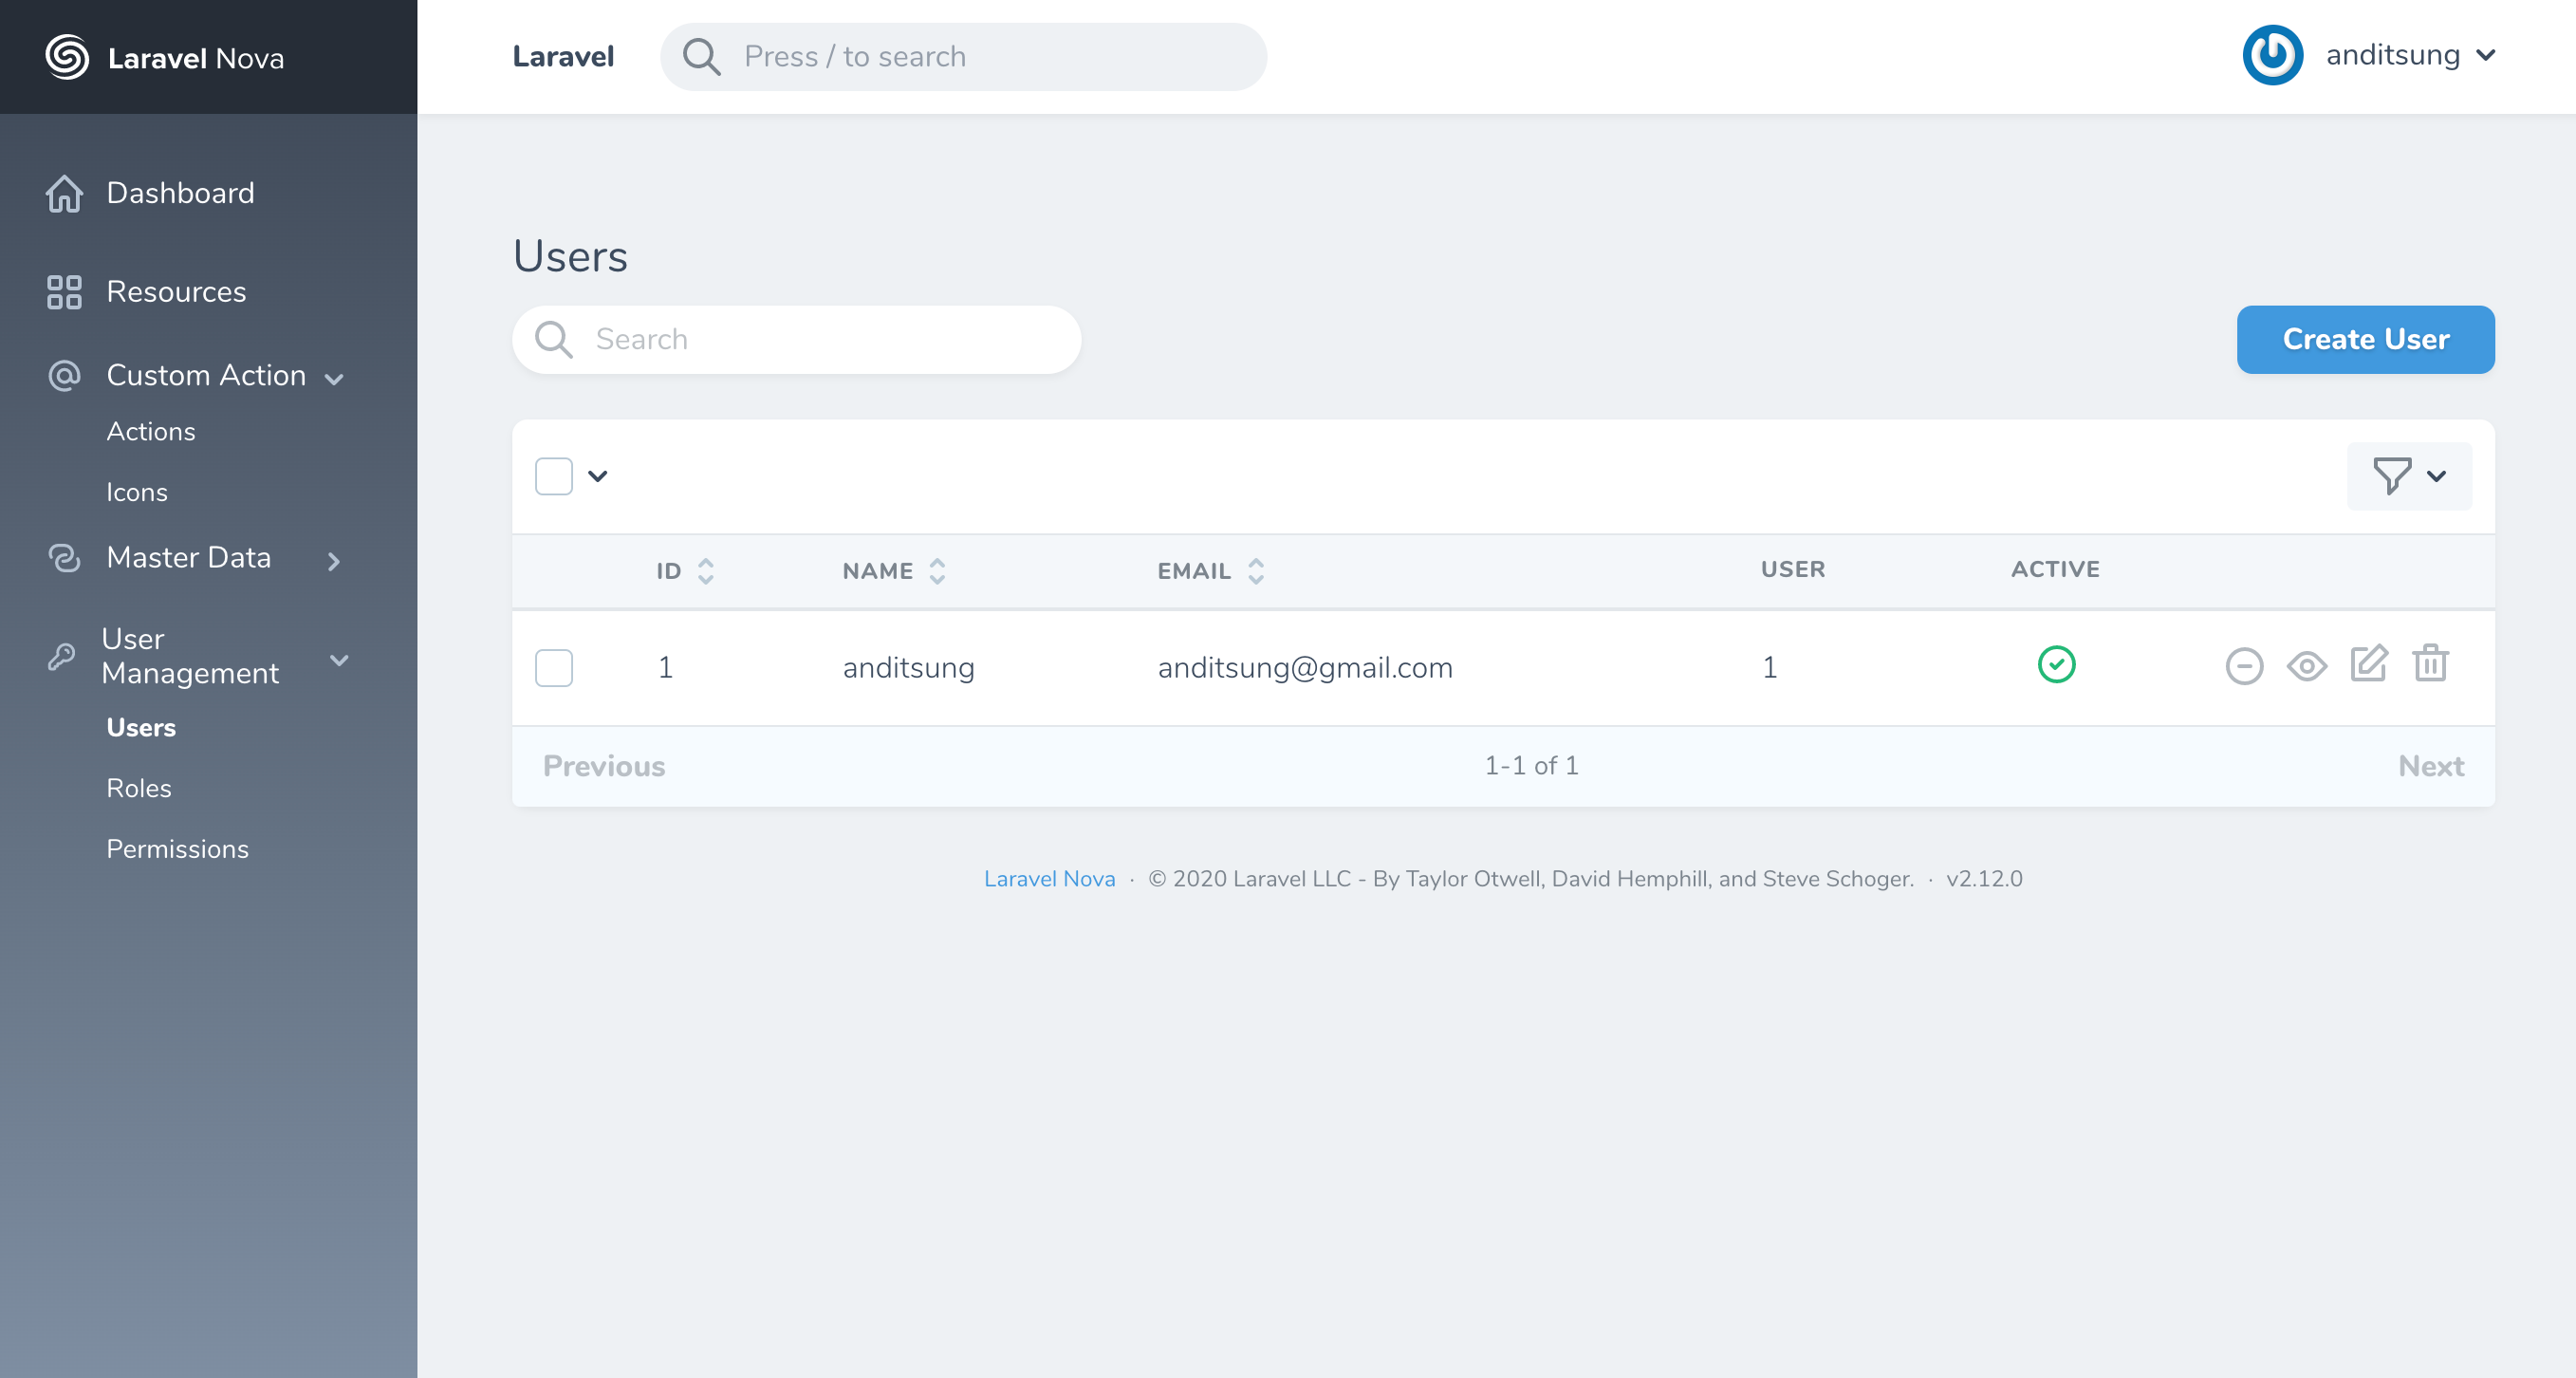 Laravel Nova
Laravel
Press / to search
anditsung
Dashboard
Resources
Custom Action
Actions
Icons
Master Data
User
Management
Users
Roles
Permissions
Users
Search
Create User
ID NAME EMAIL USER ACTIVE
1 anditsung anditsung@gmail.com 1
Previous 1-1 of 1 Next
Laravel Nova · © 2020 Laravel LLC - By Taylor Otwell, David Hemphill, and Steve Schoger. · v2.12.0